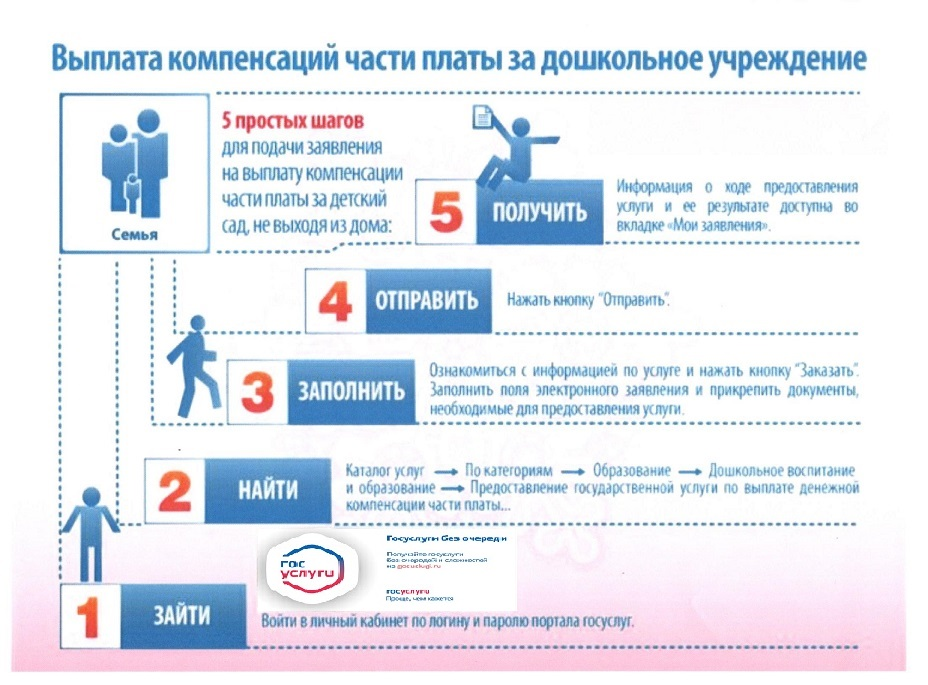 Выплата компенсаций части платы за дошкольное учреждение
Семья
5 простых шагов
для подачи заявления
на выплату компенсации
части платы за детский
сад, не выходя из дома:
5 ПОЛУЧИТЬ
Информация о ходе предоставления
услуги и ее результате доступна во
вкладке «Мои заявления».
4 ОТПРАВИТЬ
Нажать кнопку "Отправить".
3 ЗАПОЛНИТЬ
Ознакомиться с информацией по услуге и нажать кнопку "Заказать".
Заполнить поля электронного заявления и прикрепить документы,
необходимые для предоставления услуги.
2 НАЙТИ
Каталог услуг → По категориям → Образование → Дошкольное воспитание
и образование → Предоставление государственной услуги по выплате денежной
компенсации части платы...
гос
услуги
Госуслуги без очереди
Получайте госуслуги
без очередей и сложностей
на gosuslugi.ru
госуслуги
Проще, чем кажется
1 ЗАЙТИ
Войти в личный кабинет по логину и паролю портала госуслуг.